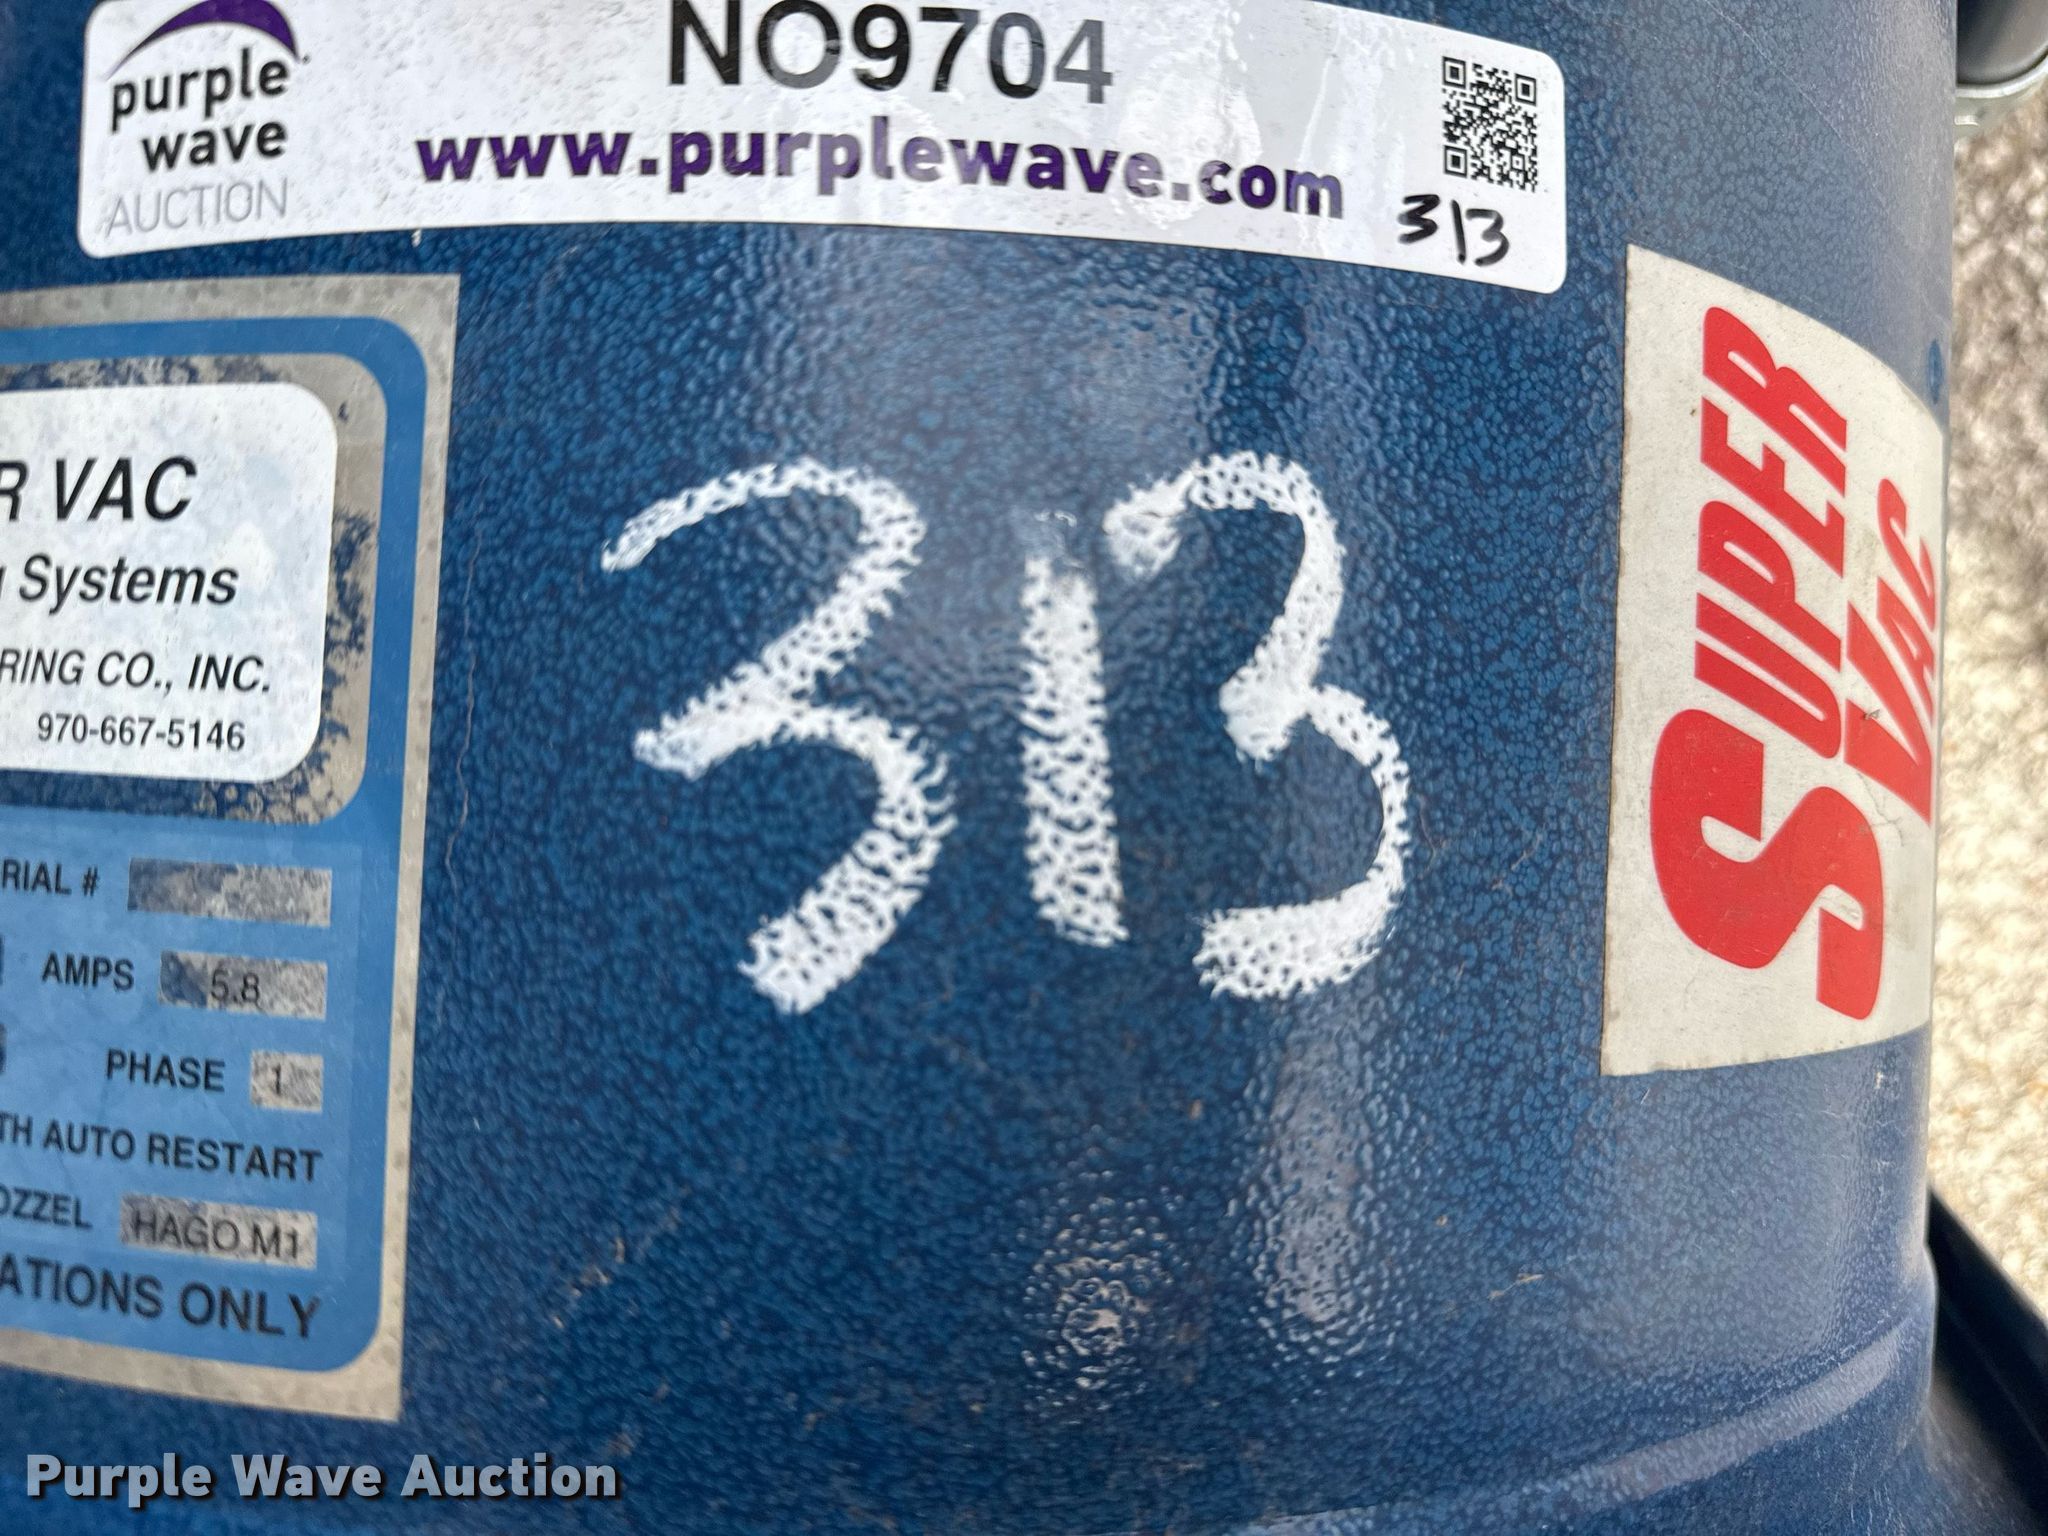 purple
wave
AUCTION
NO9704
www.purplewave.com
313
R VAC
Systems
RING CO., INC.
970-667-5146
RIAL #
AMPS 5.8
PHASE 1
TH AUTO RESTART
OZZEL HAGO M1
ATIONS ONLY
313
SUPER
VAC
Purple Wave Auction